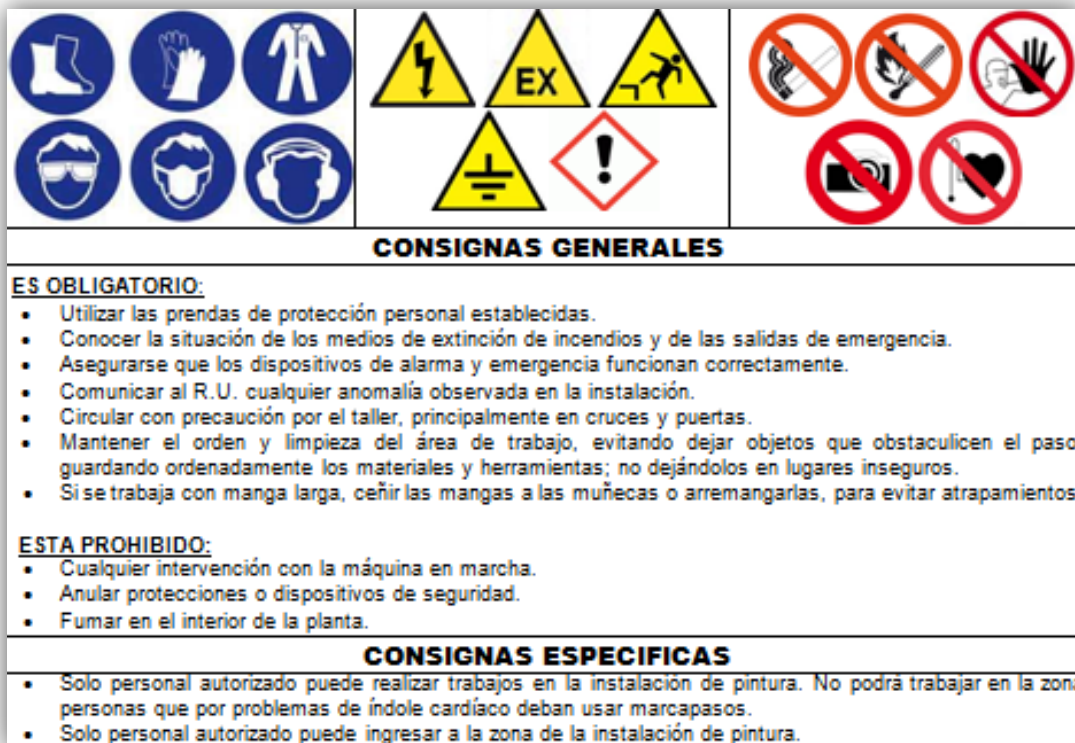 EX
CONSIGNAS GENERALES
ES OBLIGATORIO:
• Utilizar las prendas de protección personal establecidas.
• Conocer la situación de los medios de extinción de incendios y de las salidas de emergencia.
• Asegurarse que los dispositivos de alarma y emergencia funcionan correctamente.
• Comunicar al R.U. cualquier anomalía observada en la instalación.
• Circular con precaución por el taller, principalmente en cruces y puertas.
• Mantener el orden y limpieza del área de trabajo, evitando dejar objetos que obstaculicen el paso
guardando ordenadamente los materiales y herramientas; no dejándolos en lugares inseguros.
• Si se trabaja con manga larga, ceñir las mangas a las muñecas o arremangarlas, para evitar atrapamientos
ESTA PROHIBIDO:
• Cualquier intervención con la máquina en marcha.
• Anular protecciones o dispositivos de seguridad.
• Fumar en el interior de la planta.
CONSIGNAS ESPECIFICAS
• Solo personal autorizado puede realizar trabajos en la instalación de pintura. No podrá trabajar en la zona
personas que por problemas de índole cardíaco deban usar marcapasos.
• Solo personal autorizado puede ingresar a la zona de la instalación de pintura.